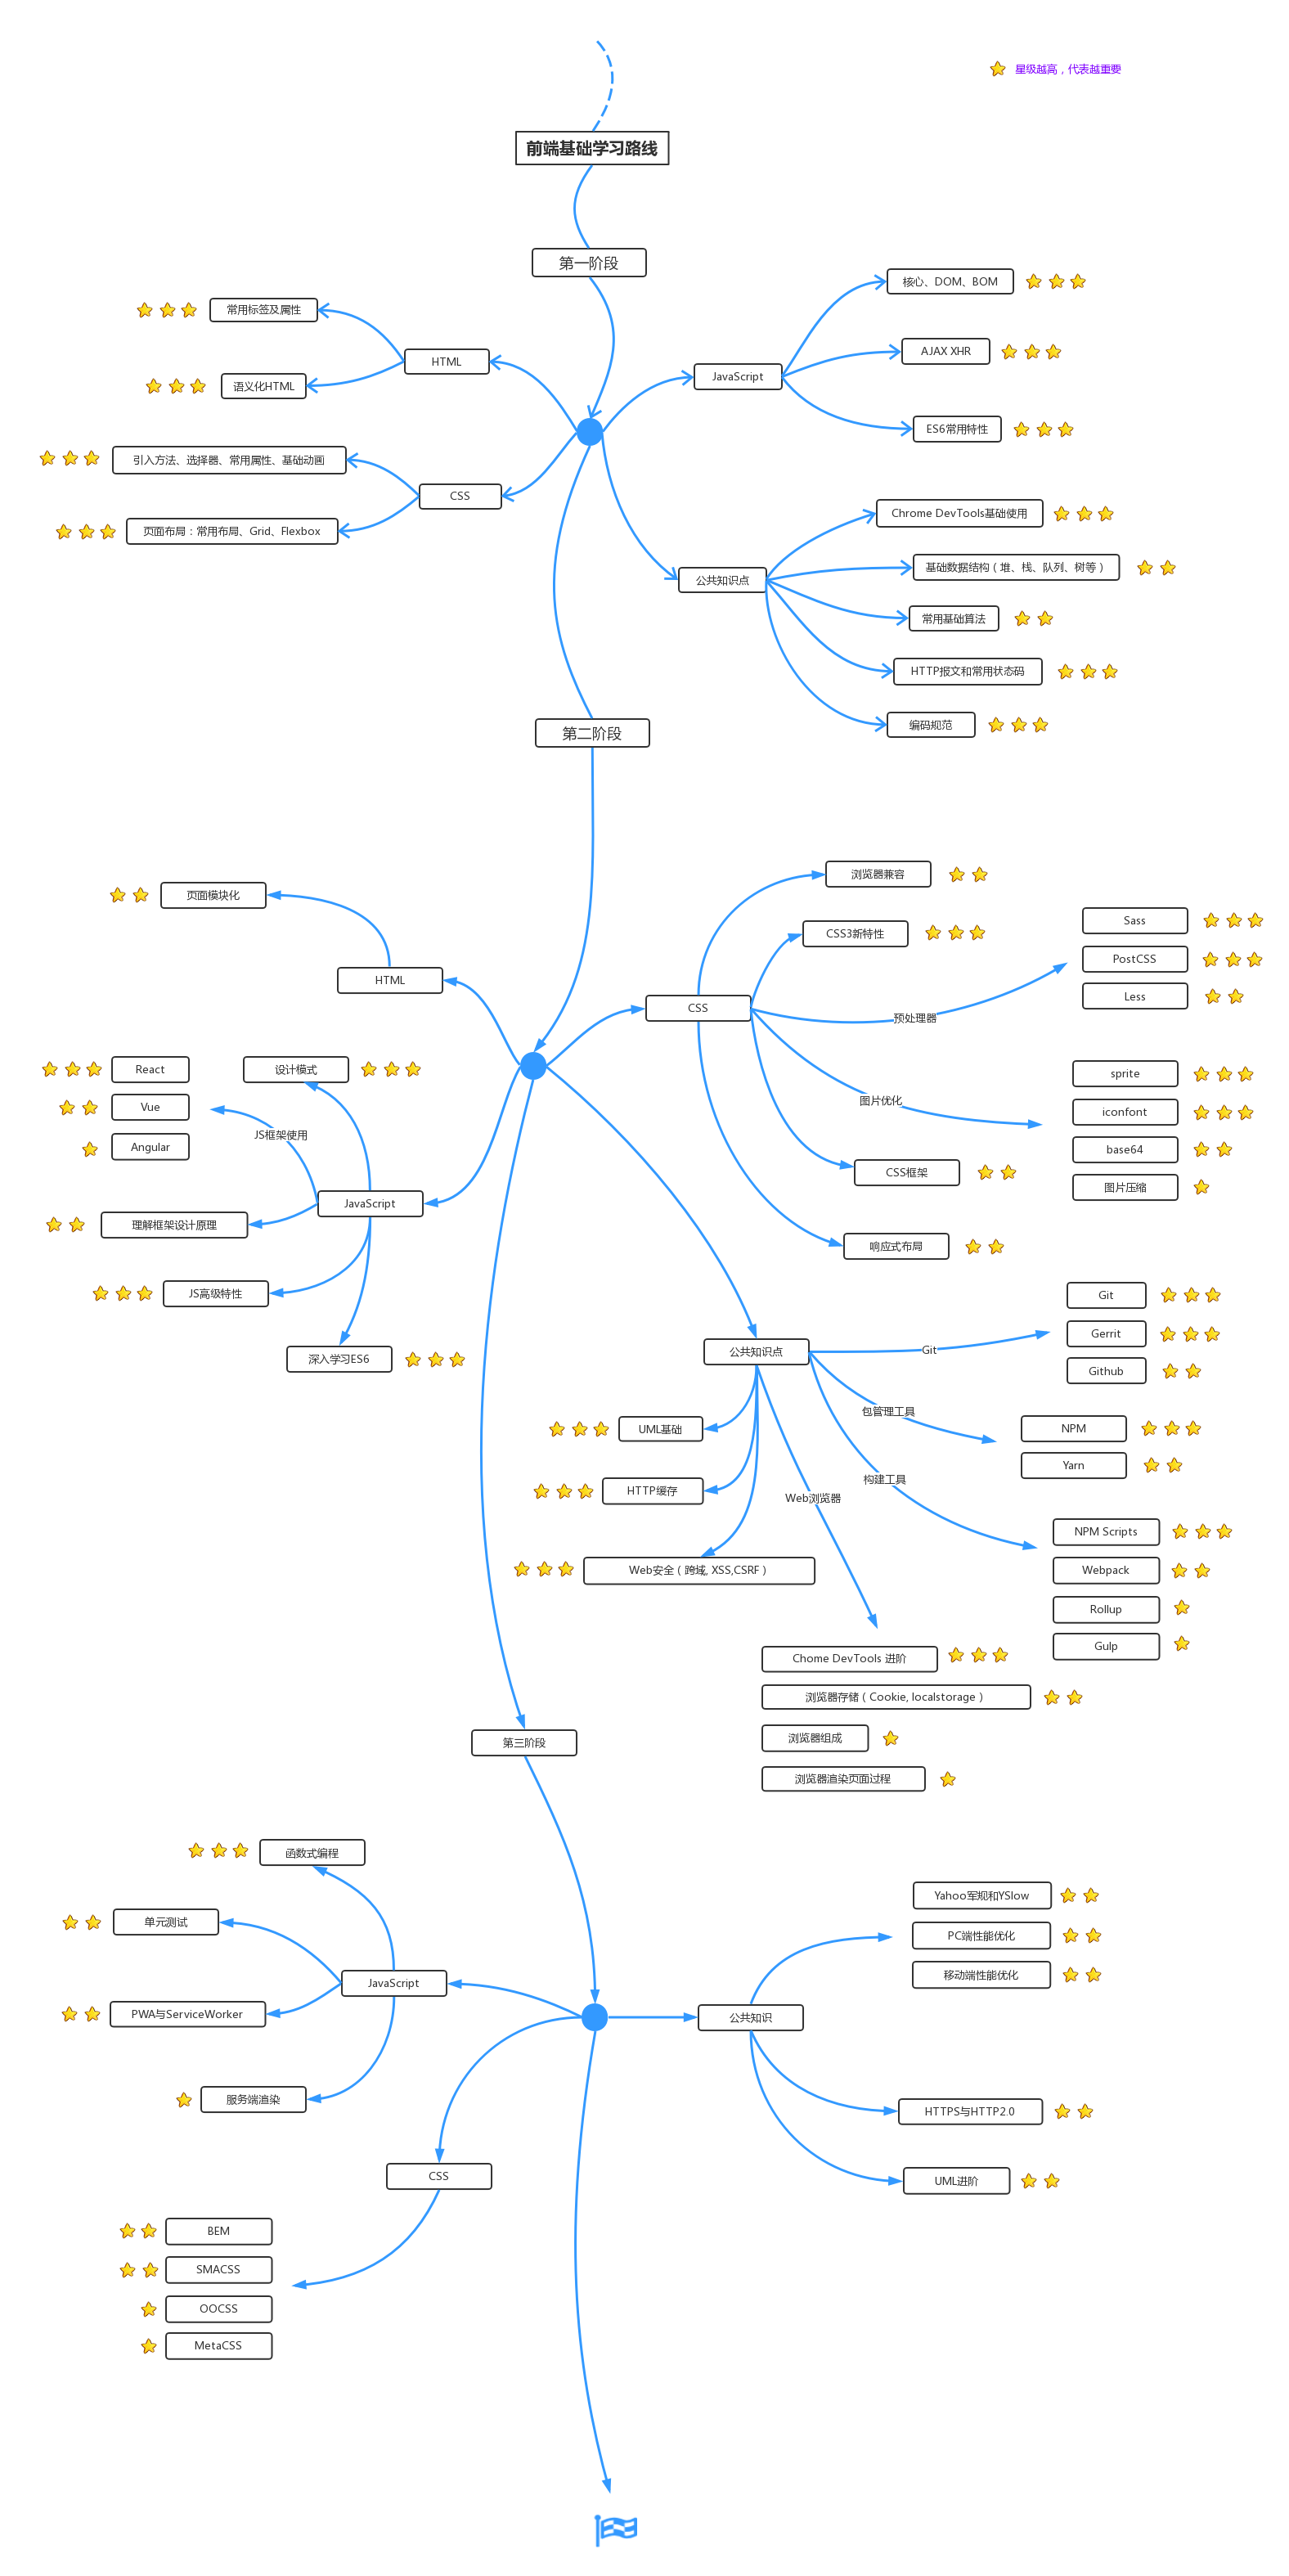 星级越高，代表越重要
前端基础学习路线
第一阶段
常用标签及属性
HTML
语义化HTML
引入方法、选择器、常用属性、基础动画
CSS
页面布局：常用布局、Grid、Flexbox
核心、DOM、BOM
AJAX XHR
JavaScript
ES6常用特性
Chrome DevTools基础使用
基础数据结构（堆、栈、队列、树等）
公共知识点
常用基础算法
HTTP报文和常用状态码
编码规范
第二阶段
页面模块化
HTML
浏览器兼容
CSS3新特性
CSS
预处理器
Sass
PostCSS
Less
图片优化
sprite
iconfont
base64
图片压缩
CSS框架
响应式布局
React
Vue
Angular
设计模式
JS框架使用
JavaScript
理解框架设计原理
JS高级特性
深入学习ES6
公共知识点
Git
Git
Gerrit
Github
包管理工具
NPM
Yarn
构建工具
NPM Scripts
Webpack
Rollup
Gulp
UML基础
HTTP缓存
Web安全（跨域, XSS,CSRF）
Web浏览器
Chome DevTools 进阶
浏览器存储（Cookie, localstorage）
浏览器组成
浏览器渲染页面过程
第三阶段
函数式编程
单元测试
JavaScript
PWA与ServiceWorker
服务端渲染
CSS
BEM
SMACSS
OOCSS
MetaCSS
Yahoo军规和YSlow
PC端性能优化
移动端性能优化
公共知识
HTTPS与HTTP2.0
UML进阶